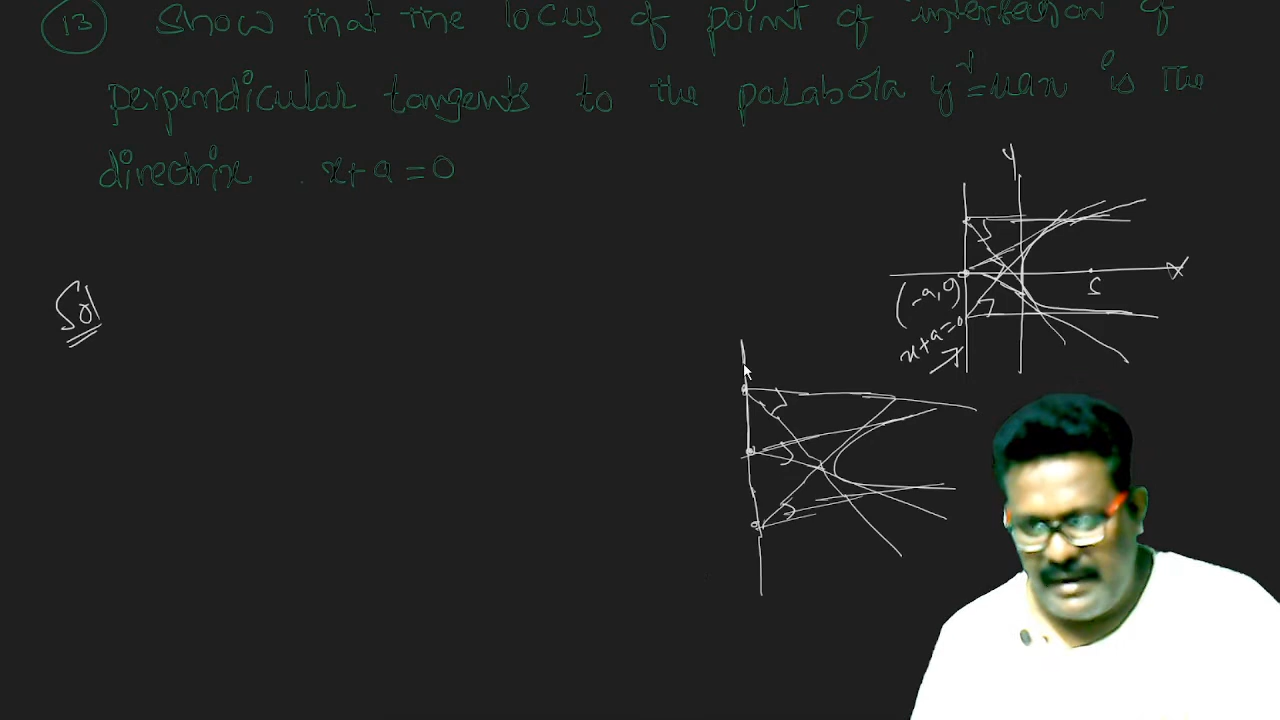 13 Show that the locus of point of intersection of
perpendicular tangents to the parabola y²=4ax is the
directrix x+a=0
Sol
y
x
S
(-a,0)
x+a=0